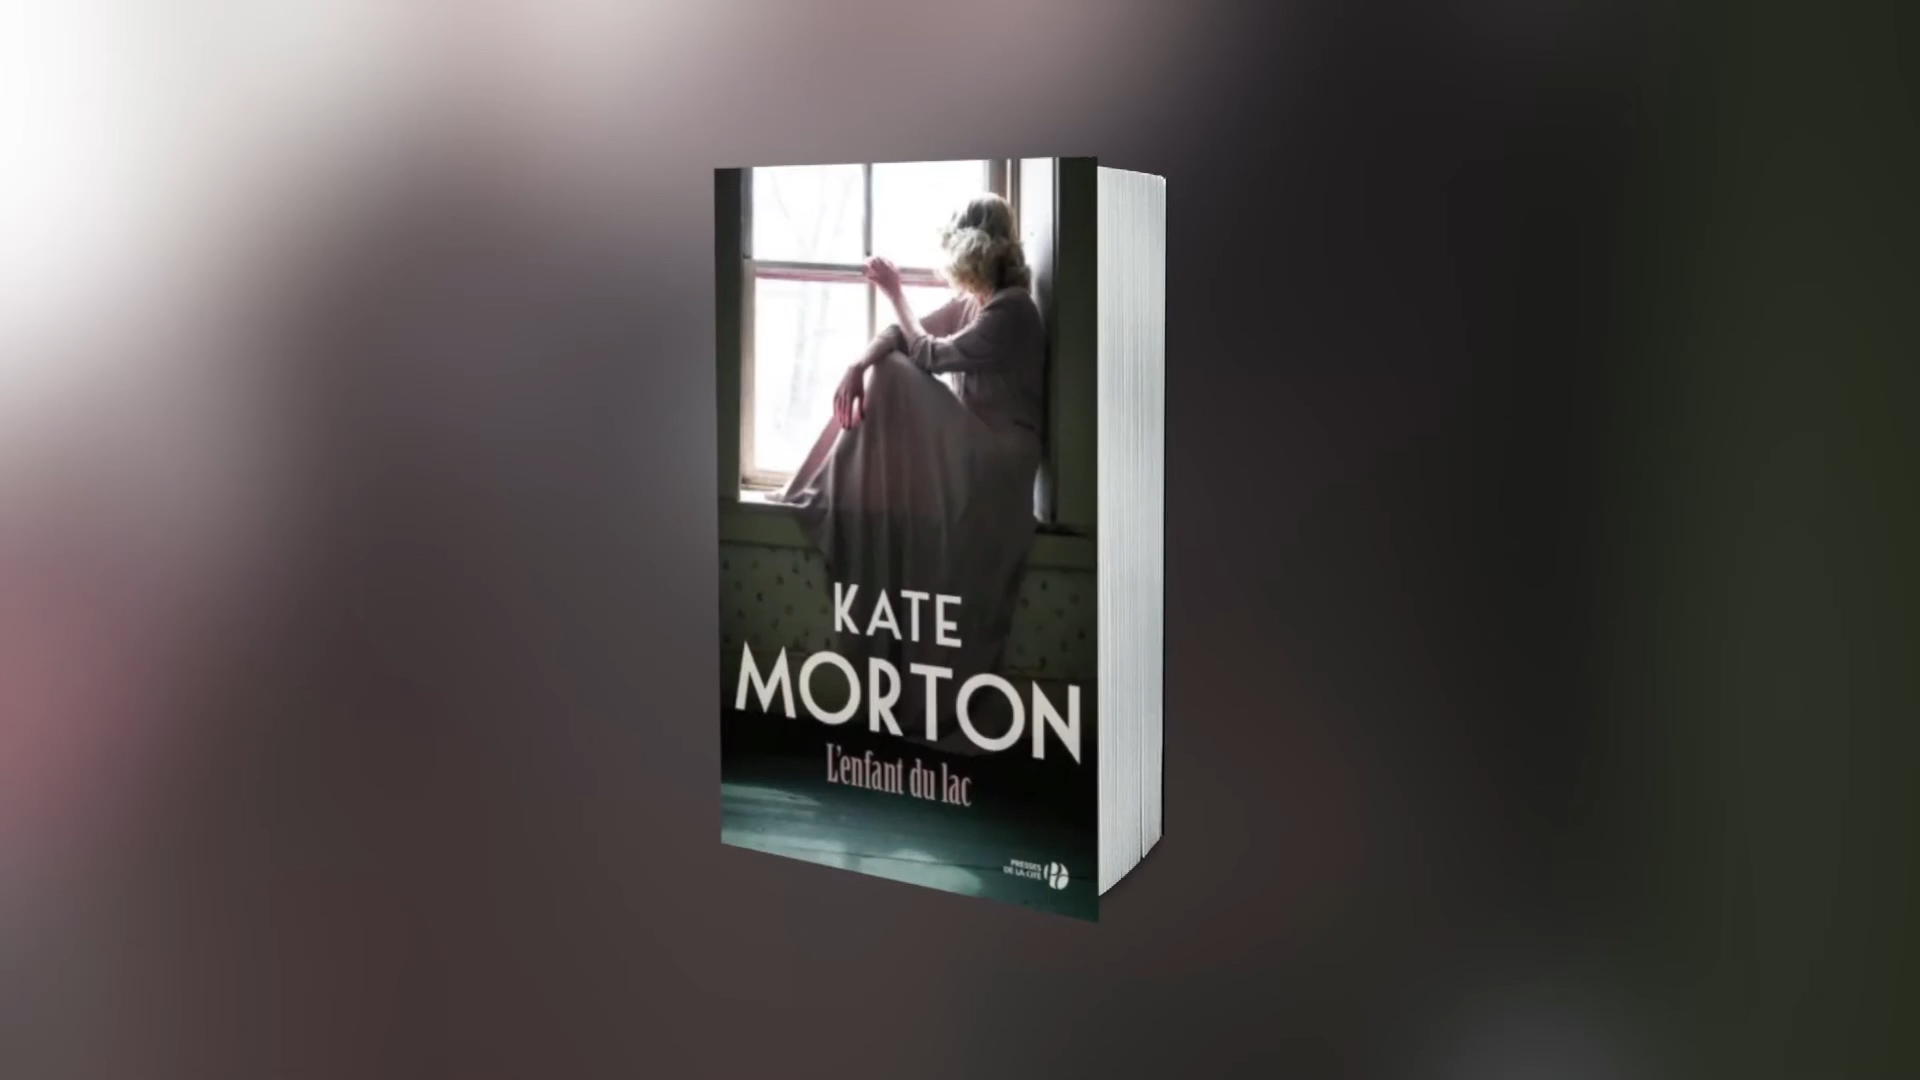 KATE
MORTON
L'enfant du lac
PRESSES
DE LA CITÉ